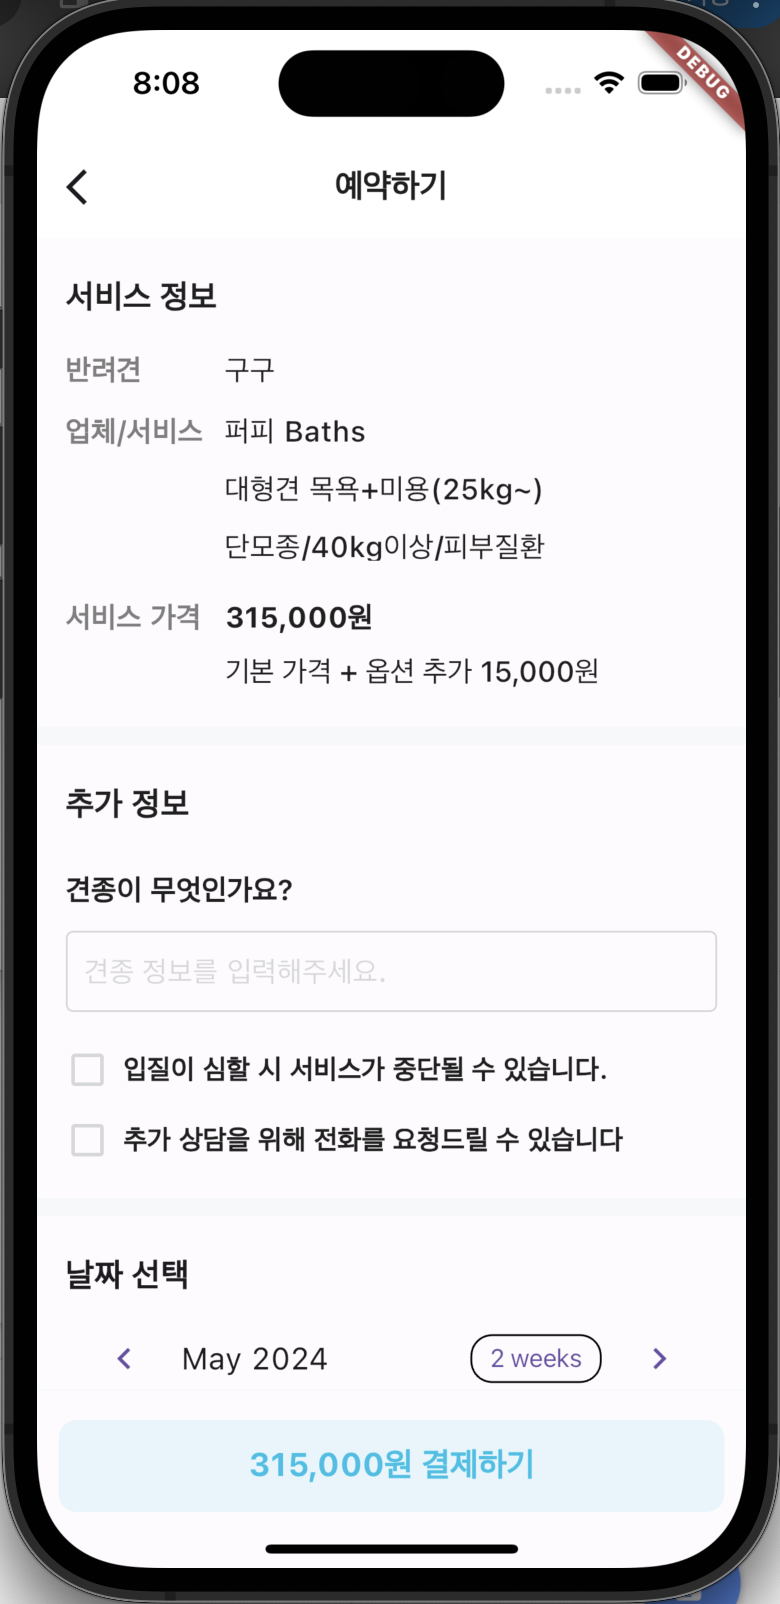 8:08
DEBUG
예약하기
서비스 정보
반려견 구구
업체/서비스 퍼피 Baths
대형견 목욕+미용(25kg~)
단모종/40kg이상/피부질환
서비스 가격 315,000원
기본 가격 + 옵션 추가 15,000원
추가 정보
견종이 무엇인가요?
견종 정보를 입력해주세요.
입질이 심할 시 서비스가 중단될 수 있습니다.
추가 상담을 위해 전화를 요청드릴 수 있습니다
날짜 선택
May 2024 2 weeks
315,000원 결제하기